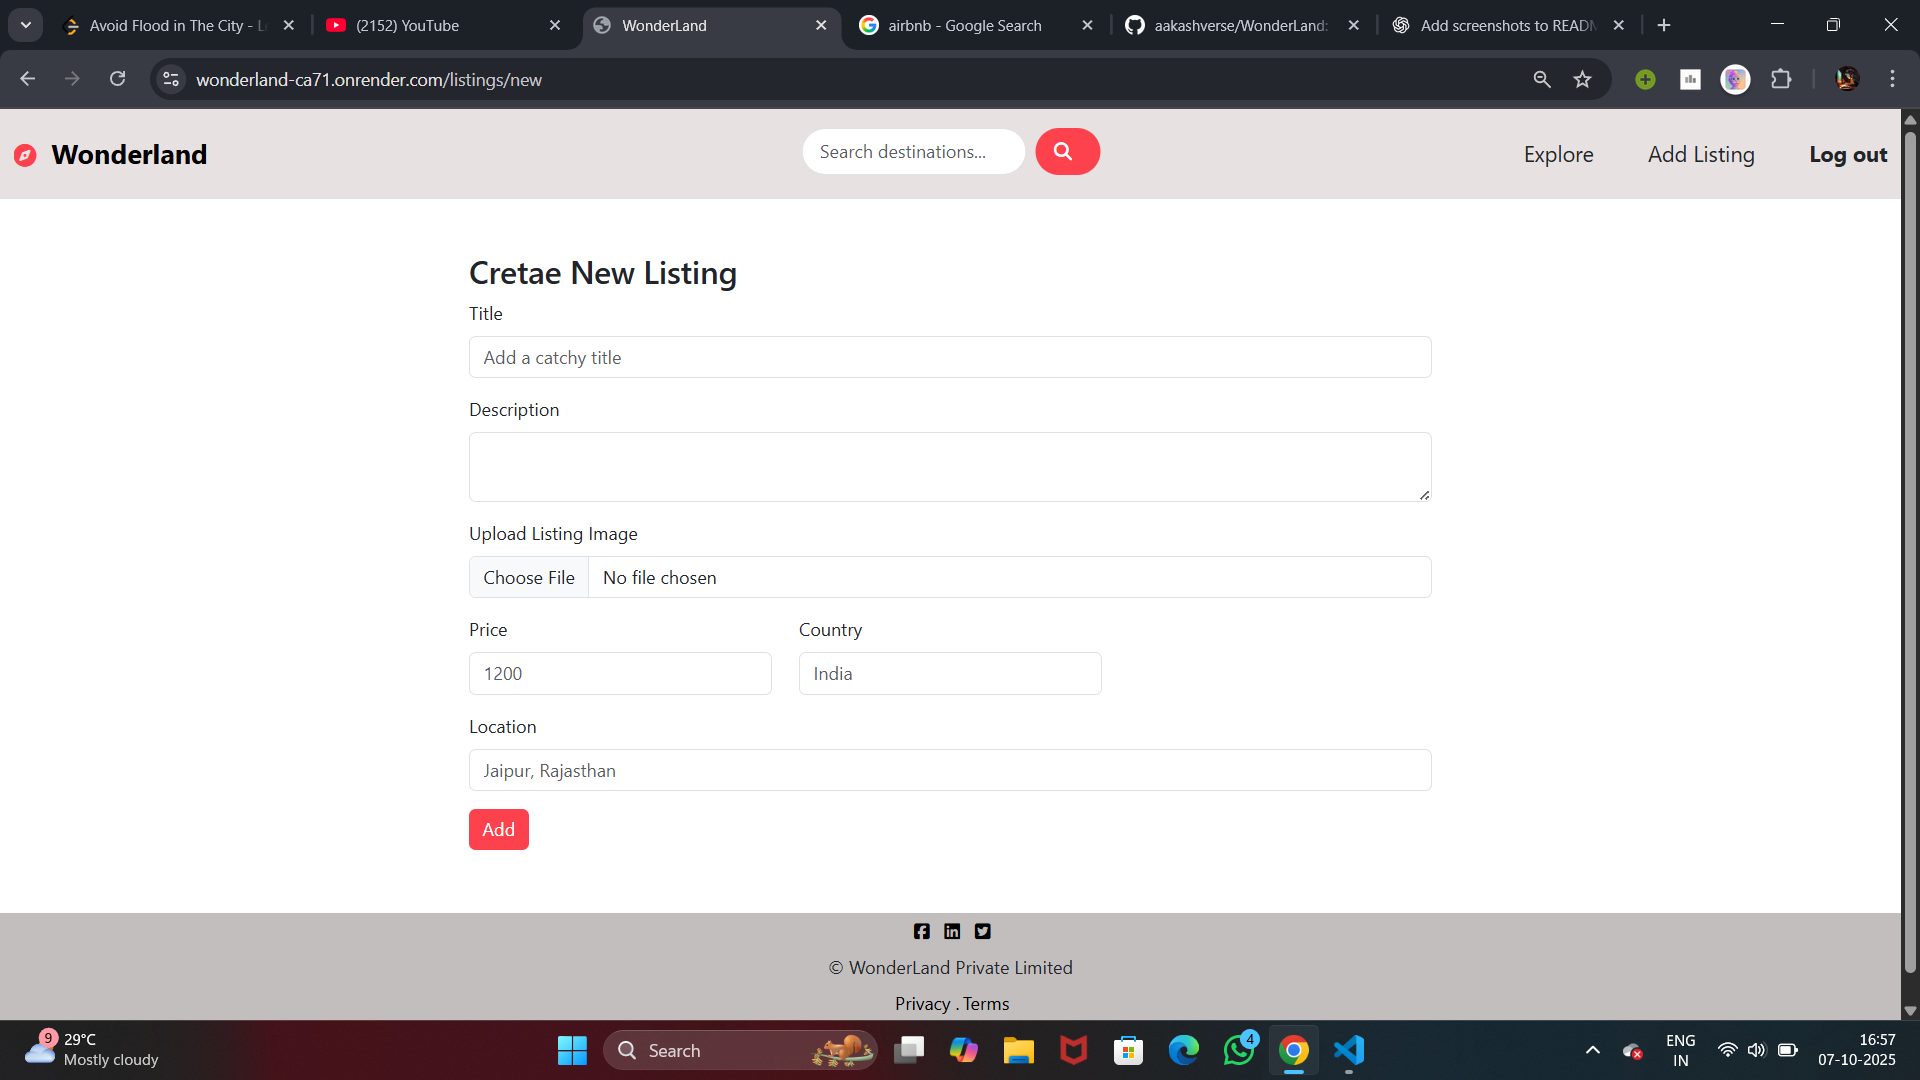 Avoid Flood in The City - L
(2152) YouTube
WonderLand
airbnb - Google Search
aakashverse/WonderLand:
Add screenshots to READM
wonderland-ca71.onrender.com/listings/new
Wonderland
Search destinations...
Explore
Add Listing
Log out
Cretae New Listing
Title
Add a catchy title
Description
Upload Listing Image
Choose File
No file chosen
Price
Country
1200
India
Location
Jaipur, Rajasthan
Add
© WonderLand Private Limited
Privacy . Terms
9
29°C
Mostly cloudy
Search
4
ENG
IN
16:57
07-10-2025